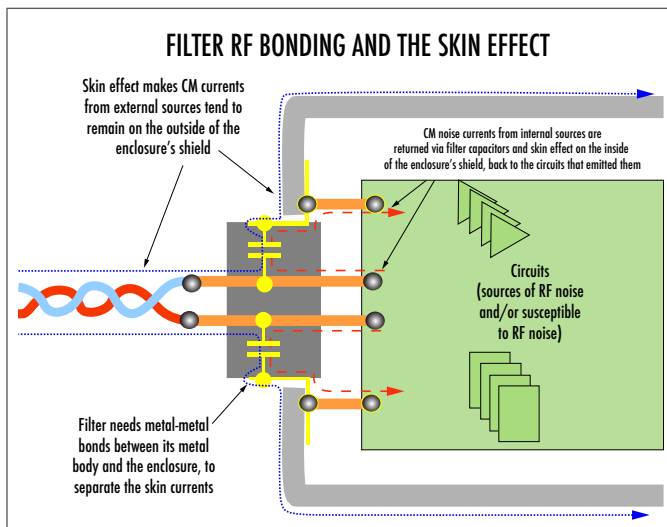 FILTER RF BONDING AND THE SKIN EFFECT
Skin effect makes CM currents
from external sources tend to
remain on the outside of the
enclosure's shield
CM noise currents from internal sources are
returned via filter capacitors and skin effect on the inside
of the enclosure's shield, back to the circuits that emitted them
Circuits
(sources of RF noise
and/or susceptible
to RF noise)
Filter needs metal-metal
bonds between its metal
body and the enclosure, to
separate the skin currents